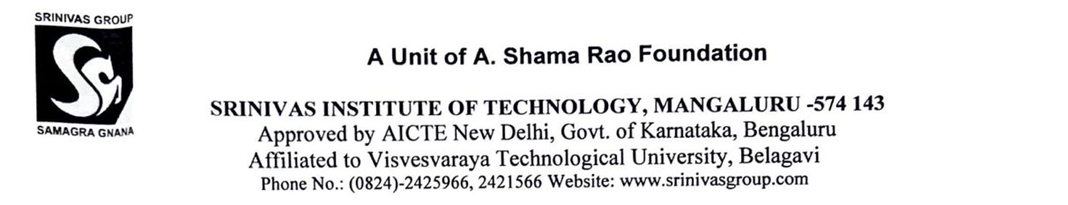 SRINIVAS GROUP
SAMAGRA GNANA
A Unit of A. Shama Rao Foundation
SRINIVAS INSTITUTE OF TECHNOLOGY, MANGALURU -574 143
Approved by AICTE New Delhi, Govt. of Karnataka, Bengaluru
Affiliated to Visvesvaraya Technological University, Belagavi
Phone No.: (0824)-2425966, 2421566 Website: www.srinivasgroup.com